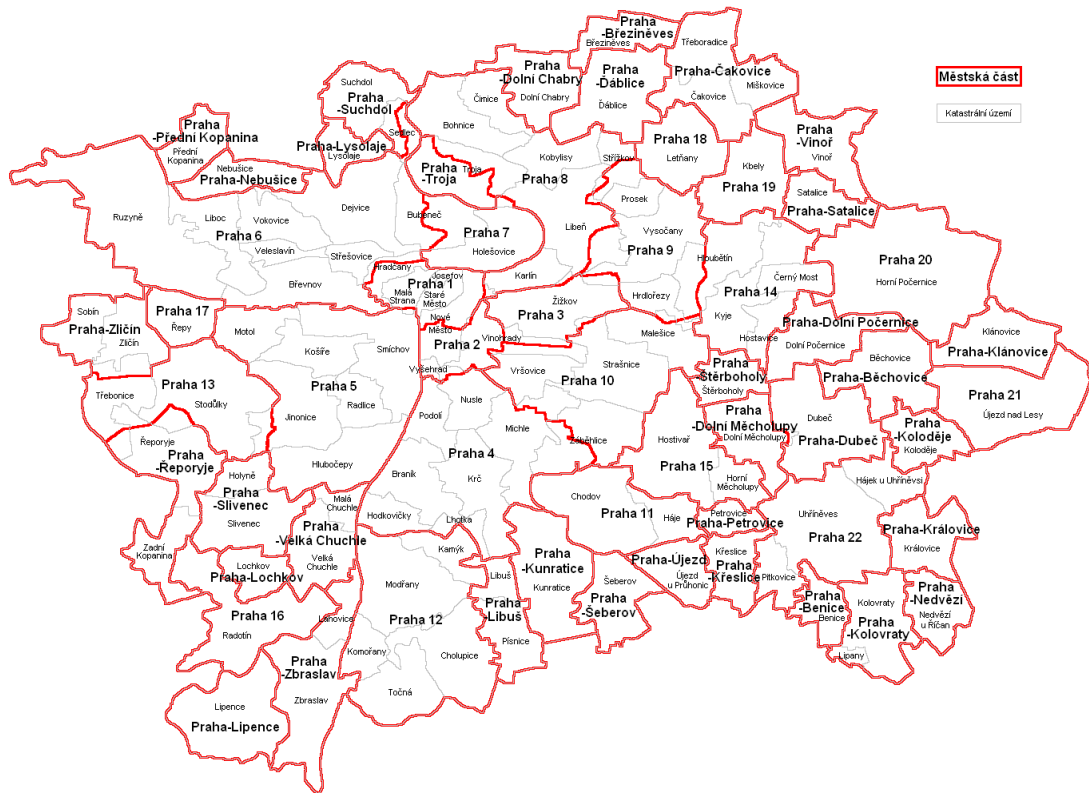 Praha
-Březiněves
Březiněves
Třeboradice
Praha
-Dolní Chabry
Dolní Chabry
Praha
-Ďáblice
Ďáblice
Praha-Čakovice
Čakovice
Miškovice
Městská část
Katastrální území
Suchdol
Praha
-Suchdol
Sedlec
Čimice
Bohnice
Praha
-Přední Kopanina
Přední
Kopanina
Praha-Lysolaje
Lysolaje
Nebušice
Praha-Nebušice
Praha
-Troja
Troja
Kobylisy
Praha 8
Střížkov
Praha 18
Letňany
Praha
-Vinoř
Vinoř
Kbely
Praha 19
Satalice
Praha-Satalice
Ruzyně
Liboc
Vokovice
Dejvice
Praha 6
Veleslavín
Střešovice
Břevnov
Bubeneč
Praha 7
Holešovice
Libeň
Karlín
Prosek
Vysočany
Praha 9
Hloubětín
Hrdlořezy
Praha 20
Horní Počernice
Černý Most
Praha 14
Kyje
Hostavice
Hradčany
Josefov
Praha 1
Malá
Strana
Staré
Město
Nové
Město
Žižkov
Praha 3
Malešice
Vinohrady
Praha 2
Vyšehrad
Sobín
Praha-Zličín
Zličín
Praha 17
Řepy
Motol
Košíře
Smíchov
Praha 5
Radlice
Jinonice
Hlubočepy
Praha 13
Třebonice
Stodůlky
Řeporyje
Praha
-Řeporyje
Strašnice
Vršovice
Praha 10
Záběhlice
Praha-Dolní Počernice
Dolní Počernice
Běchovice
Praha-Běchovice
Klánovice
Praha-Klánovice
Praha 21
Újezd nad Lesy
Praha
-Štěrboholy
Štěrboholy
Praha
-Dolní Měcholupy
Dolní Měcholupy
Dubeč
Praha-Dubeč
Praha
-Koloděje
Koloděje
Hostivař
Praha 15
Horní
Měcholupy
Hájek u Uhříněvsi
Nusle
Podolí
Michle
Praha 4
Braník
Krč
Hodkovičky
Lhotka
Chodov
Praha 11
Háje
Petrovice
Praha-Petrovice
Uhříněves
Praha 22
Praha-Královice
Královice
Holyně
Praha
-Slivenec
Slivenec
Malá
Chuchle
Praha
-Velká Chuchle
Velká
Chuchle
Zadní
Kopanina
Lochkov
Praha-Lochkov
Praha 16
Radotín
Lahovice
Kamýk
Modřany
Praha 12
Komořany
Cholupice
Točná
Libuš
Praha
-Libuš
Písnice
Praha
-Kunratice
Kunratice
Šeberov
Praha
-Šeberov
Praha-Újezd
Újezd
u Průhonic
Křeslice
Praha
-Křeslice
Pitkovice
Praha
-Benice
Benice
Kolovraty
Praha
-Kolovraty
Lipany
Praha
-Nedvězí
Nedvězí
u Říčan
Praha
-Zbraslav
Zbraslav
Lipence
Praha-Lipence